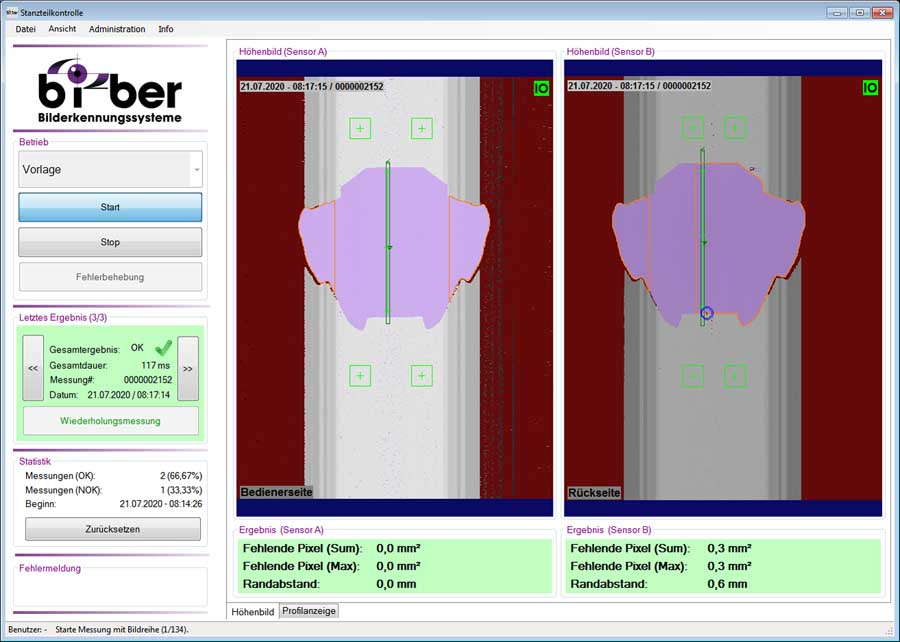 Stanzteilkontrolle
Datei Ansicht Administration Info
bi-ber
Bilderkennungssysteme
Betrieb
Vorlage
Start
Stop
Fehlerbehebung
Letztes Ergebnis (3/3)
<<
Gesamtergebnis: OK
Gesamtdauer: 117 ms
Messung#: 0000002152
Datum: 21.07.2020 / 08:17:14
>>
Wiederholungsmessung
Statistik
Messungen (OK): 2 (66,67%)
Messungen (NOK): 1 (33,33%)
Beginn: 21.07.2020 - 08:14:26
Zurücksetzen
Fehlermeldung
Höhenbild (Sensor A)
21.07.2020 - 08:17:15 / 0000002152
IO
Bedienerseite
Höhenbild (Sensor B)
21.07.2020 - 08:17:15 / 0000002152
IO
Rückseite
Ergebnis (Sensor A)
Fehlende Pixel (Sum): 0,0 mm²
Fehlende Pixel (Max): 0,0 mm²
Randabstand: 0,0 mm
Ergebnis (Sensor B)
Fehlende Pixel (Sum): 0,3 mm²
Fehlende Pixel (Max): 0,3 mm²
Randabstand: 0,6 mm
Höhenbild Profilanzeige
Benutzer: - Starte Messung mit Bildreihe (1/134).